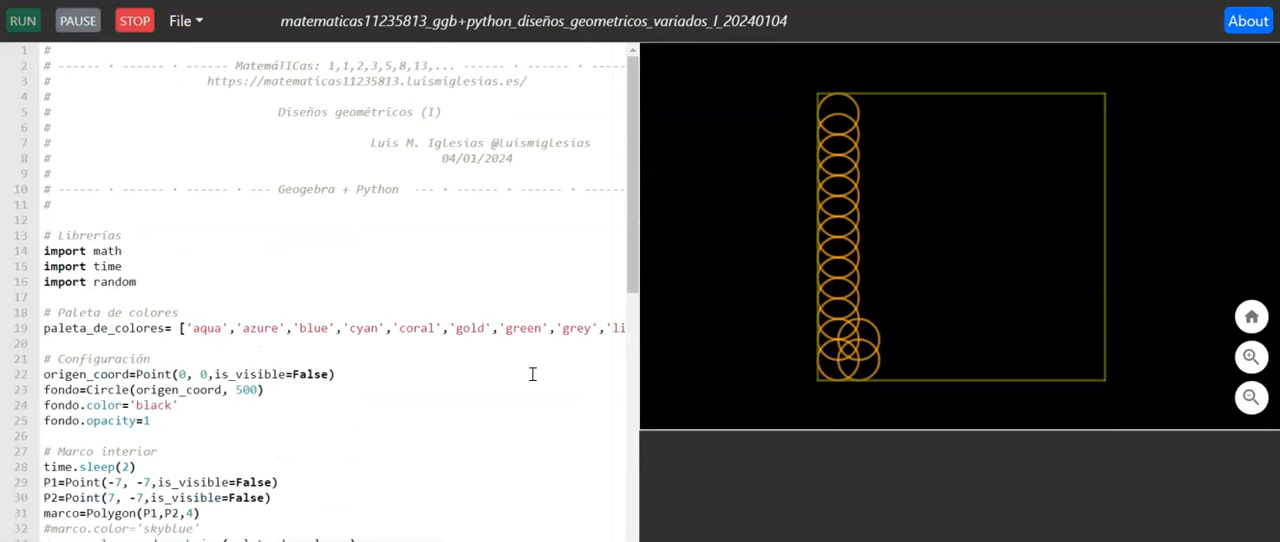 RUN PAUSE STOP File matematicas11235813_ggb+python_diseños_geometricos_variados_I_20240104 About
1 #
2 # ------ · ------ · ------ MatemáTICas: 1,1,2,3,5,8,13,... ------ · ------ · -----
3 # https://matematicas11235813.luismiglesias.es/
4 #
5 # Diseños geométricos (I)
6 #
7 # Luis M. Iglesias @luismiglesias
8 # 04/01/2024
9 #
10 # ------ · ------ · --- Geogebra + Python --- · ------ · ------ ·
11 #
12
13 # Librerías
14 import math
15 import time
16 import random
17
18 # Paleta de colores
19 paleta_de_colores= ['aqua','azure','blue','cyan','coral','gold','green','grey','li
20
21 # Configuración
22 origen_coord=Point(0, 0,is_visible=False)
23 fondo=Circle(origen_coord, 500)
24 fondo.color='black'
25 fondo.opacity=1
26
27 # Marco interior
28 time.sleep(2)
29 P1=Point(-7, -7,is_visible=False)
30 P2=Point(7, -7,is_visible=False)
31 marco=Polygon(P1,P2,4)
32 #marco.color='skyblue'